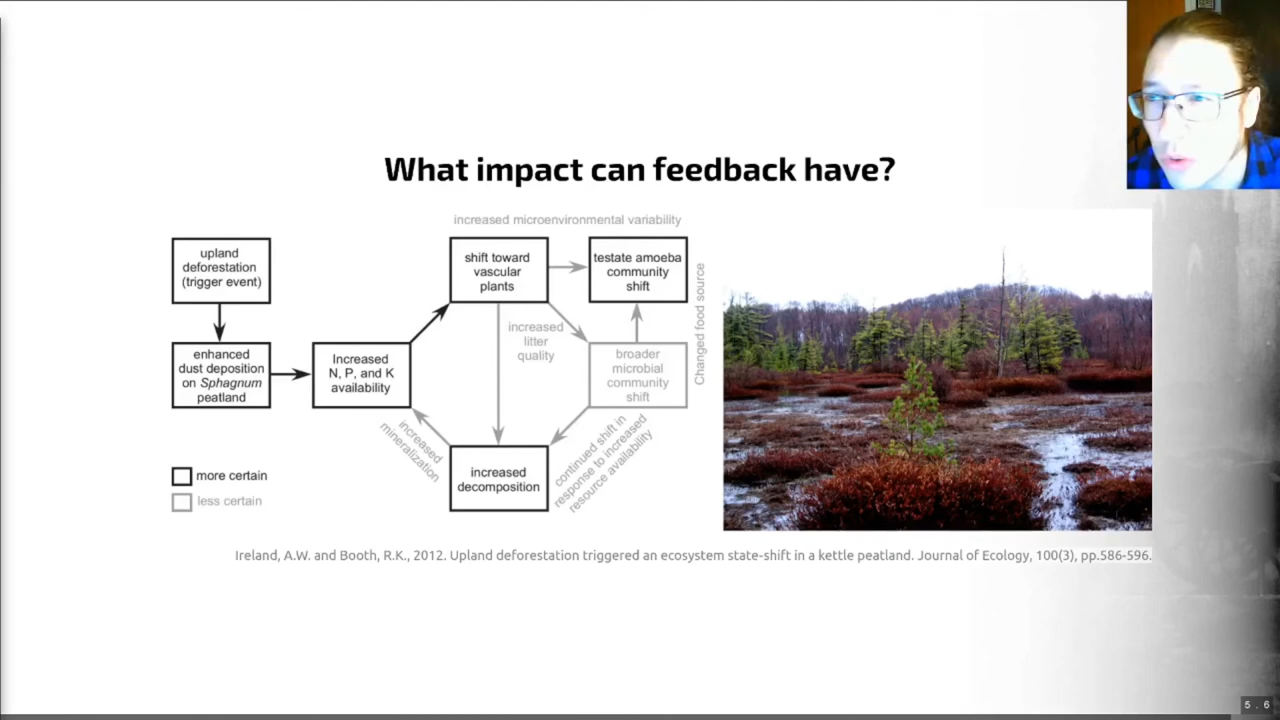 What impact can feedback have?
increased microenvironmental variability
upland
deforestation
(trigger event)
shift toward
vascular
plants
testate amoeba
community
shift
increased
litter
quality
Changed food source
enhanced
dust deposition
on Sphagnum
peatland
Increased
N, P, and K
availability
broader
microbial
community
shift
increased
mineralization
continued shift in
response to increased
resource availability
increased
decomposition
more certain
less certain
Ireland, A.W. and Booth, R.K., 2012. Upland deforestation triggered an ecosystem state-shift in a kettle peatland. Journal of Ecology, 100(3), pp.586-596.
5 . 6